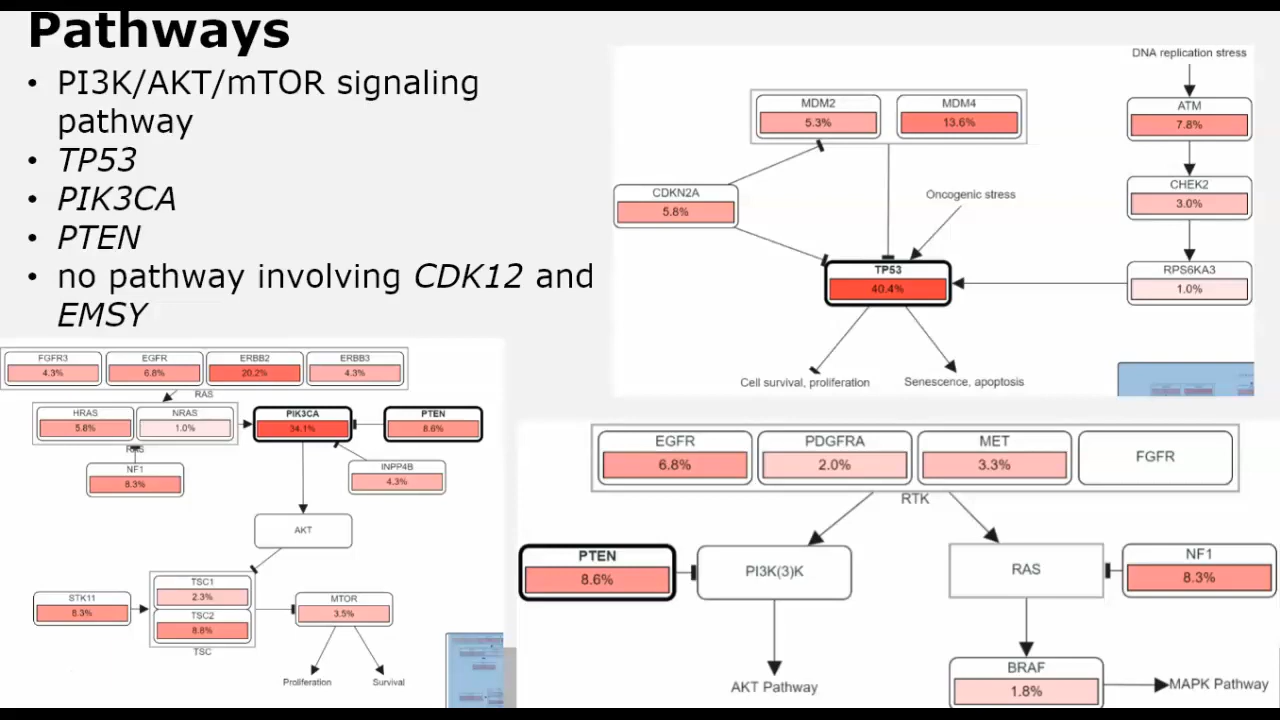 Pathways
• PI3K/AKT/mTOR signaling
pathway
• TP53
• PIK3CA
• PTEN
• no pathway involving CDK12 and
EMSY
DNA replication stress
MDM2
5.3%
MDM4
13.6%
ATM
7.8%
CDKN2A
5.8%
Oncogenic stress
CHEK2
3.0%
TP53
40.4%
RPS6KA3
1.0%
Cell survival, proliferation
Senescence, apoptosis
FGFR3
4.3%
EGFR
6.8%
ERBB2
20.2%
ERBB3
4.3%
RAS
HRAS
5.8%
NRAS
1.0%
PIK3CA
34.1%
PTEN
8.6%
RAS
NF1
8.3%
INPP4B
4.3%
AKT
TSC1
2.3%
STK11
8.3%
TSC2
8.8%
MTOR
3.5%
TSC
Proliferation
Survival
EGFR
6.8%
PDGFRA
2.0%
MET
3.3%
FGFR
RTK
PTEN
8.6%
PI3K(3)K
RAS
NF1
8.3%
AKT Pathway
BRAF
1.8%
MAPK Pathway